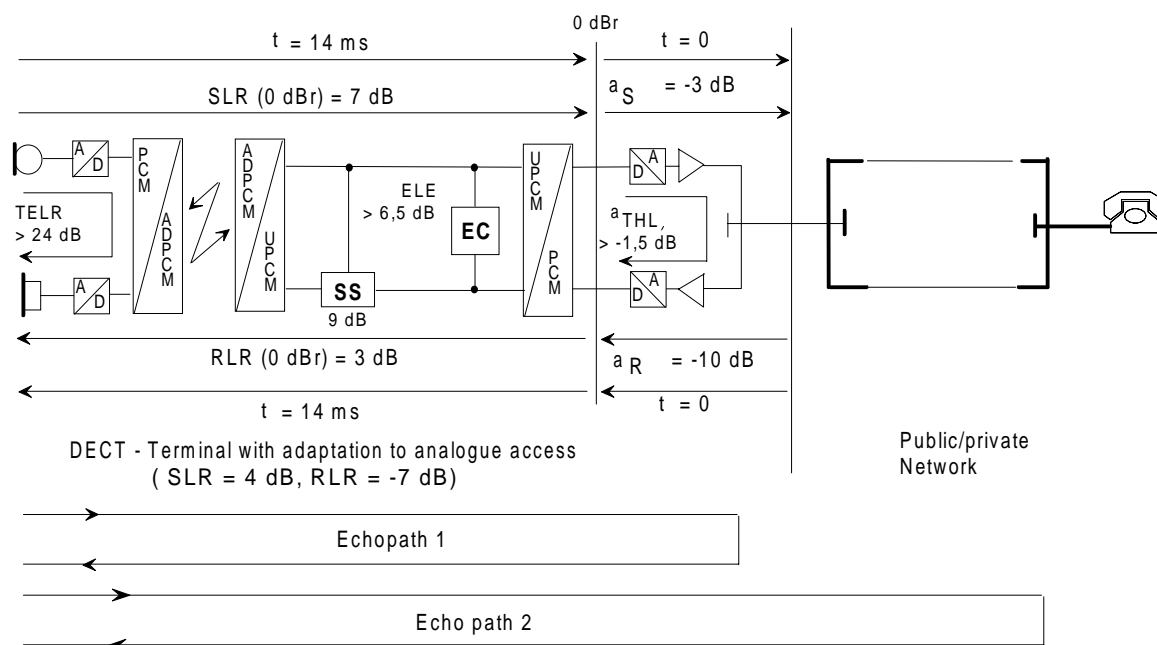 0 dBr
t = 14 ms
t = 0
SLR (0 dBr) = 7 dB
a S = -3 dB
A
D
PCM
ADPCM
ADPCM
UPCM
ELE
> 6,5 dB
EC
UPCM
PCM
D
A
TELR
> 24 dB
a THL,
> -1,5 dB
A
D
SS
9 dB
D
A
RLR (0 dBr) = 3 dB
a R = -10 dB
t = 14 ms
t = 0
DECT - Terminal with adaptation to analogue access
( SLR = 4 dB, RLR = -7 dB)
Public/private
Network
Echopath 1
Echo path 2